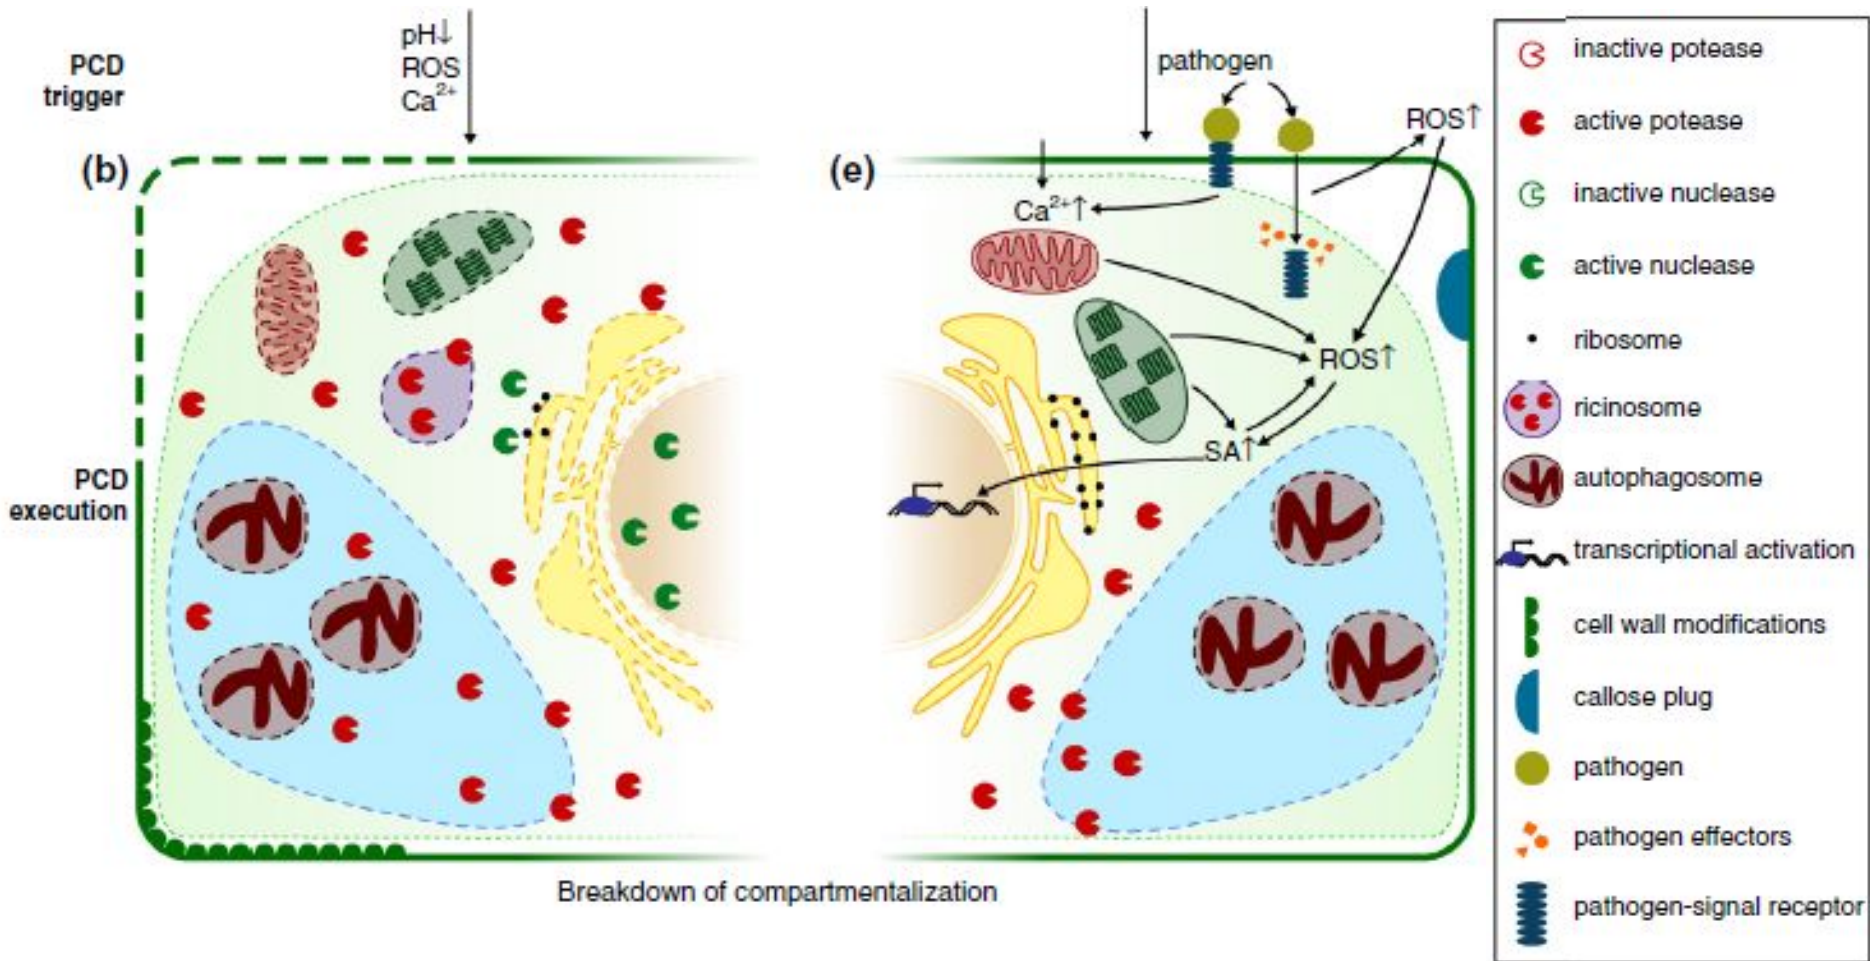 PCD
trigger
pH↓
ROS
Ca²⁺
(b)
PCD
execution
pathogen
ROS↑
(e)
Ca²⁺↑
ROS↑
SA↑
Breakdown of compartmentalization
inactive potease
active potease
inactive nuclease
active nuclease
ribosome
ricinosome
autophagosome
transcriptional activation
cell wall modifications
callose plug
pathogen
pathogen effectors
pathogen-signal receptor